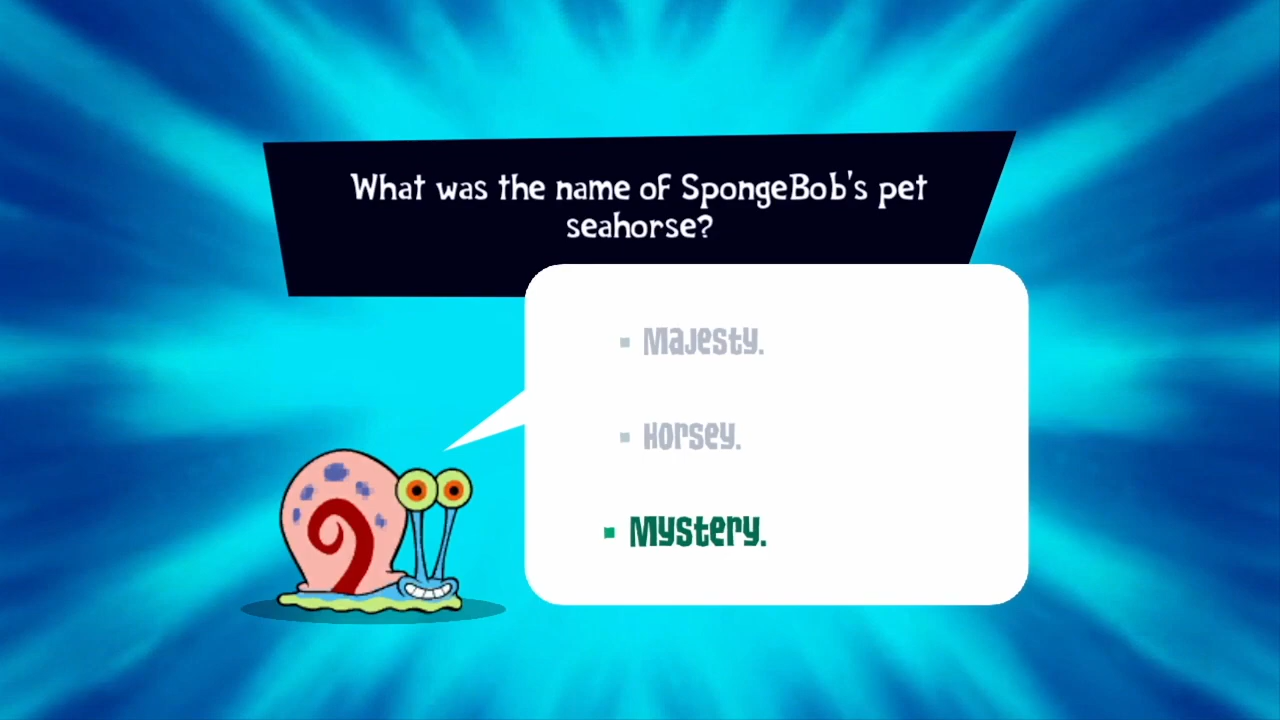 What was the name of SpongeBob's pet
seahorse?
Majesty.
Horsey.
Mystery.